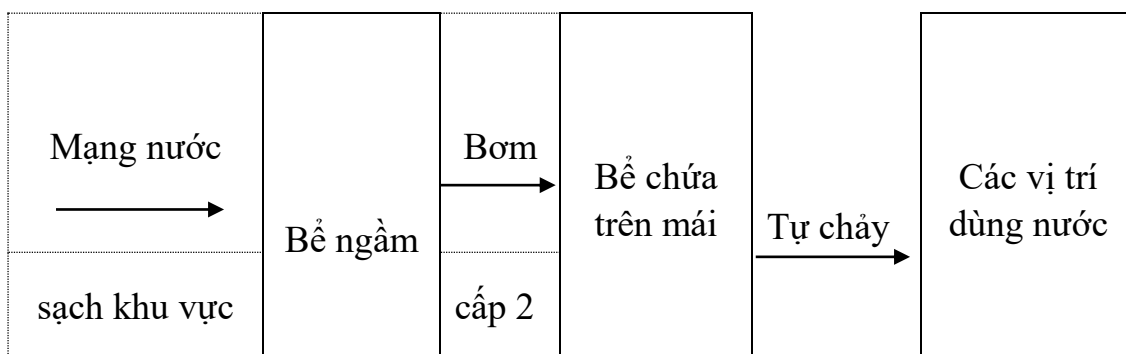 Mạng nước
sạch khu vực
Bể ngầm
Bơm
cấp 2
Bể chứa
trên mái
Tự chảy
Các vị trí
dùng nước